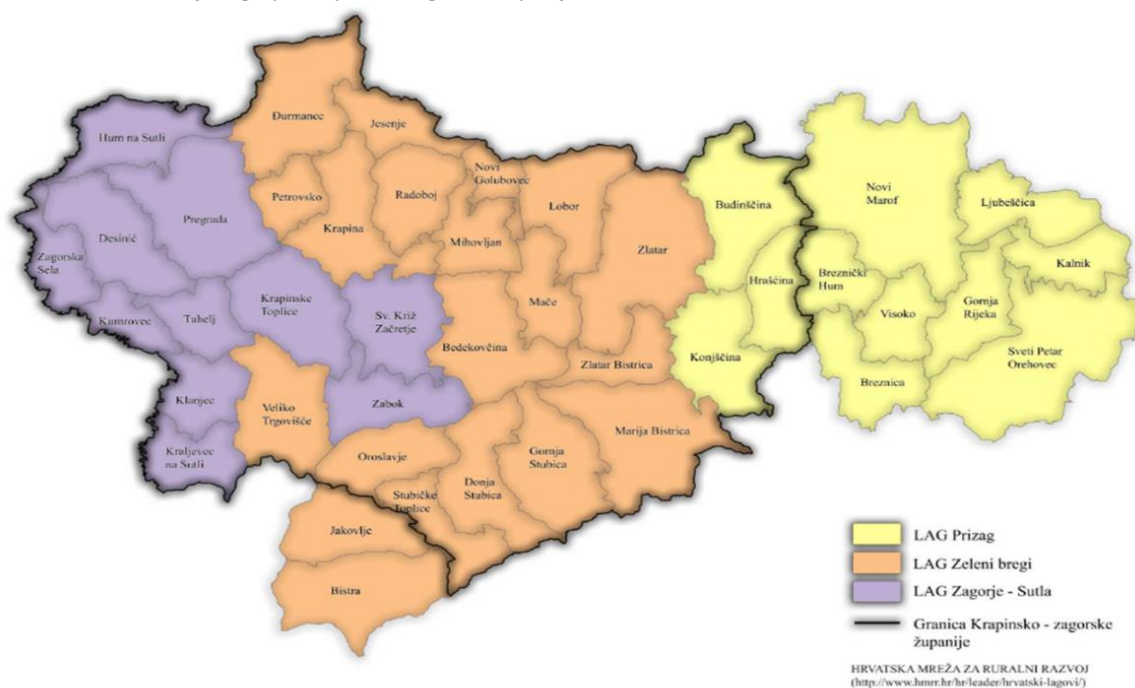 Durmanec
Jesenje
Hum na Sutli
Novi
Golubovec
Petrovsko
Radoboj
Lobor
Budinščina
Novi
Marof
Ljubeščica
Pregrada
Krapina
Mihovljan
Zlatar
Desinić
Zagorska
Sela
Kalnik
Breznički
Hum
Hrašćina
Krapinske
Toplice
Mače
Gornja
Rijeka
Kumrovec
Tuhelj
Sv. Križ
Začretje
Visoko
Bedekovčina
Konjščina
Sveti Petar
Orehovec
Zlatar Bistrica
Breznica
Klanjec
Veliko
Trgovišće
Zabok
Marija Bistrica
Kraljevec
na Sutli
Oroslavje
Gornja
Stubica
Donja
Stubica
Stubičke
Toplice
Jakovlje
Bistra
LAG Prizag
LAG Zeleni bregi
LAG Zagorje - Sutla
Granica Krapinsko - zagorske
županije
HRVATSKA MREŽA ZA RURALNI RAZVOJ
(http://www.hmrr.hr/hr/leader/hrvatski-lagovi/)